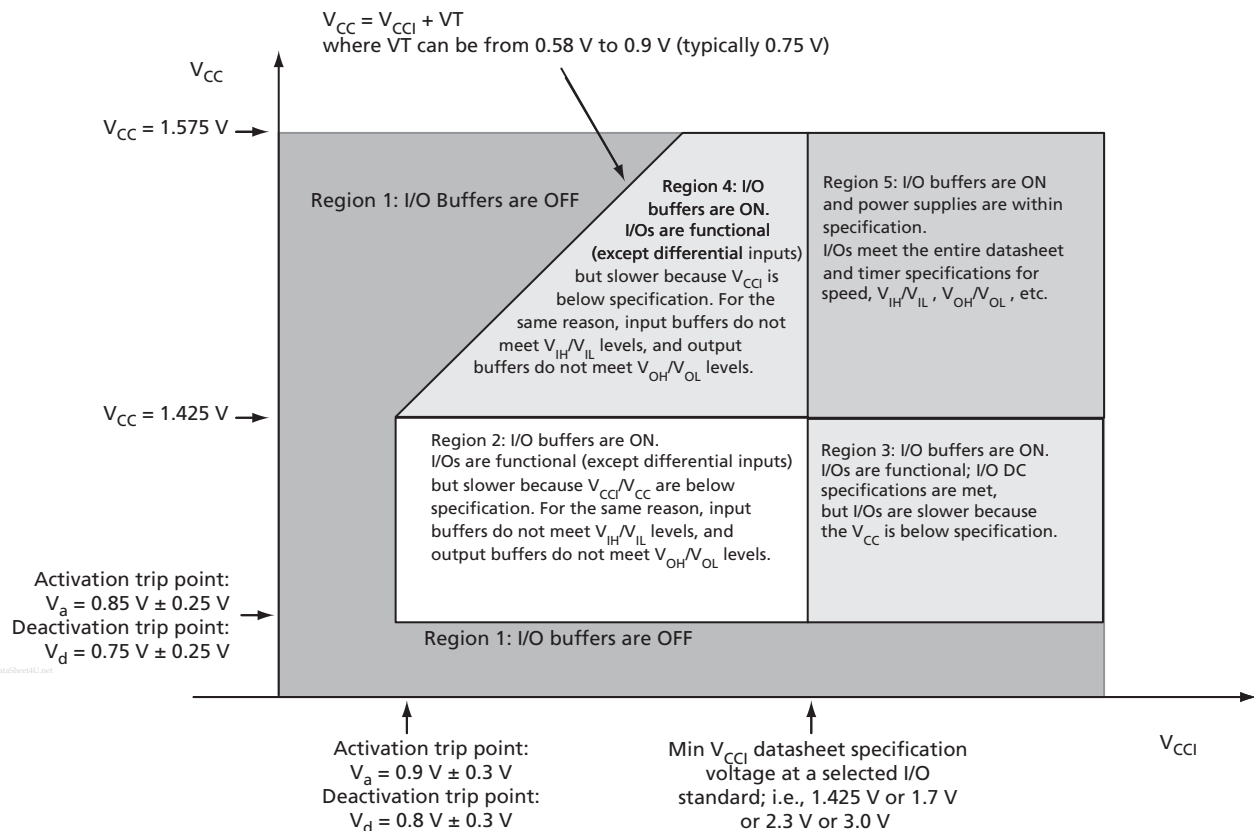 V_CC = V_CCI + VT
where VT can be from 0.58 V to 0.9 V (typically 0.75 V)
V_CC
V_CC = 1.575 V
Region 1: I/O Buffers are OFF
Region 4: I/O
buffers are ON.
I/Os are functional
(except differential inputs)
but slower because V_CCI is
below specification. For the
same reason, input buffers do not
meet V_IH/V_IL levels, and output
buffers do not meet V_OH/V_OL levels.
Region 5: I/O buffers are ON
and power supplies are within
specification.
I/Os meet the entire datasheet
and timer specifications for
speed, V_IH/V_IL , V_OH/V_OL , etc.
V_CC = 1.425 V
Region 2: I/O buffers are ON.
I/Os are functional (except differential inputs)
but slower because V_CCI/V_CC are below
specification. For the same reason, input
buffers do not meet V_IH/V_IL levels, and
output buffers do not meet V_OH/V_OL levels.
Region 3: I/O buffers are ON.
I/Os are functional; I/O DC
specifications are met,
but I/Os are slower because
the V_CC is below specification.
Activation trip point:
V_a = 0.85 V ± 0.25 V
Deactivation trip point:
V_d = 0.75 V ± 0.25 V
Region 1: I/O buffers are OFF
Activation trip point:
V_a = 0.9 V ± 0.3 V
Deactivation trip point:
V_d = 0.8 V ± 0.3 V
Min V_CCI datasheet specification
voltage at a selected I/O
standard; i.e., 1.425 V or 1.7 V
or 2.3 V or 3.0 V
V_CCI